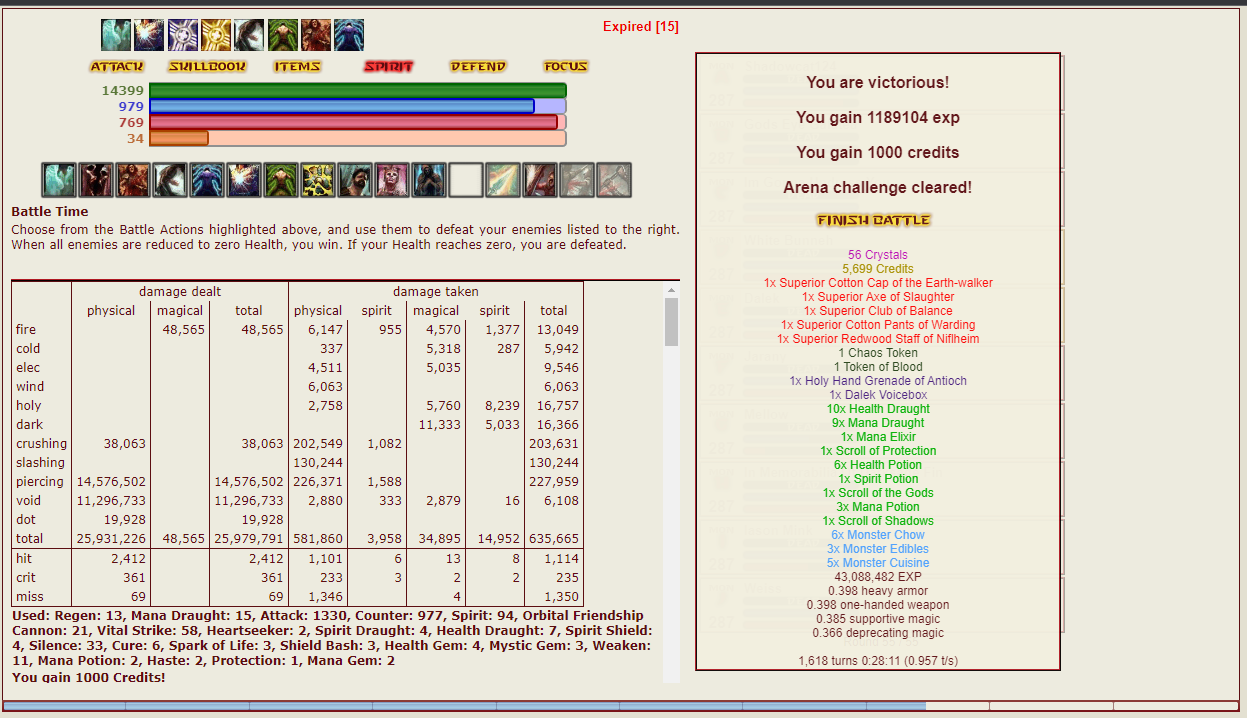 Expired [15]
ATTACK SKILLBOOK ITEMS SPIRIT DEFEND FOCUS
14399
979
769
34
Battle Time
Choose from the Battle Actions highlighted above, and use them to defeat your enemies listed to the right.
When all enemies are reduced to zero Health, you win. If your Health reaches zero, you are defeated.
damage dealt damage taken
physical magical total physical spirit magical spirit total
fire 48,565 48,565 6,147 955 4,570 1,377 13,049
cold 337 5,318 287 5,942
elec 4,511 5,035 9,546
wind 6,063 6,063
holy 2,758 5,760 8,239 16,757
dark 11,333 5,033 16,366
crushing 38,063 38,063 202,549 1,082 203,631
slashing 130,244 130,244
piercing 14,576,502 14,576,502 226,371 1,588 227,959
void 11,296,733 11,296,733 2,880 333 2,879 16 6,108
dot 19,928 19,928
total 25,931,226 48,565 25,979,791 581,860 3,958 34,895 14,952 635,665
hit 2,412 2,412 1,101 6 13 8 1,114
crit 361 361 233 3 2 2 235
miss 69 69 1,346 4 1,350
Used: Regen: 13, Mana Draught: 15, Attack: 1330, Counter: 977, Spirit: 94, Orbital Friendship
Cannon: 21, Vital Strike: 58, Heartseeker: 2, Spirit Draught: 4, Health Draught: 7, Spirit Shield:
4, Silence: 33, Cure: 6, Spark of Life: 3, Shield Bash: 3, Health Gem: 4, Mystic Gem: 3, Weaken:
11, Mana Potion: 2, Haste: 2, Protection: 1, Mana Gem: 2
You gain 1000 Credits!
You are victorious!
You gain 1189104 exp
You gain 1000 credits
Arena challenge cleared!
FINISH BATTLE
56 Crystals
5,699 Credits
1x Superior Cotton Cap of the Earth-walker
1x Superior Axe of Slaughter
1x Superior Club of Balance
1x Superior Cotton Pants of Warding
1x Superior Redwood Staff of Niflheim
1 Chaos Token
1 Token of Blood
1x Holy Hand Grenade of Antioch
1x Dalek Voicebox
10x Health Draught
9x Mana Draught
1x Mana Elixir
1x Scroll of Protection
6x Health Potion
1x Spirit Potion
1x Scroll of the Gods
3x Mana Potion
1x Scroll of Shadows
6x Monster Chow
3x Monster Edibles
5x Monster Cuisine
43,088,482 EXP
0.398 heavy armor
0.398 one-handed weapon
0.385 supportive magic
0.366 deprecating magic
1,618 turns 0:28:11 (0.957 t/s)